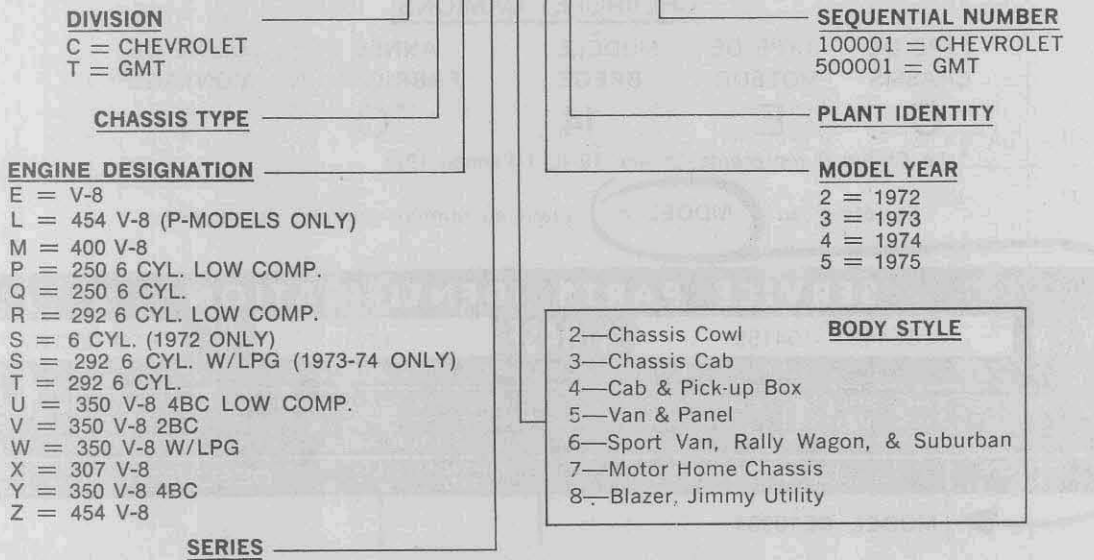 DIVISION
C = CHEVROLET
T = GMT
CHASSIS TYPE
ENGINE DESIGNATION
E = V-8
L = 454 V-8 (P-MODELS ONLY)
M = 400 V-8
P = 250 6 CYL. LOW COMP.
Q = 250 6 CYL.
R = 292 6 CYL. LOW COMP.
S = 6 CYL. (1972 ONLY)
S = 292 6 CYL. W/LPG (1973-74 ONLY)
T = 292 6 CYL.
U = 350 V-8 4BC LOW COMP.
V = 350 V-8 2BC
W = 350 V-8 W/LPG
X = 307 V-8
Y = 350 V-8 4BC
Z = 454 V-8
SERIES
SEQUENTIAL NUMBER
100001 = CHEVROLET
500001 = GMT
PLANT IDENTITY
MODEL YEAR
2 = 1972
3 = 1973
4 = 1974
5 = 1975
BODY STYLE
2—Chassis Cowl
3—Chassis Cab
4—Cab & Pick-up Box
5—Van & Panel
6—Sport Van, Rally Wagon, & Suburban
7—Motor Home Chassis
8—Blazer, Jimmy Utility